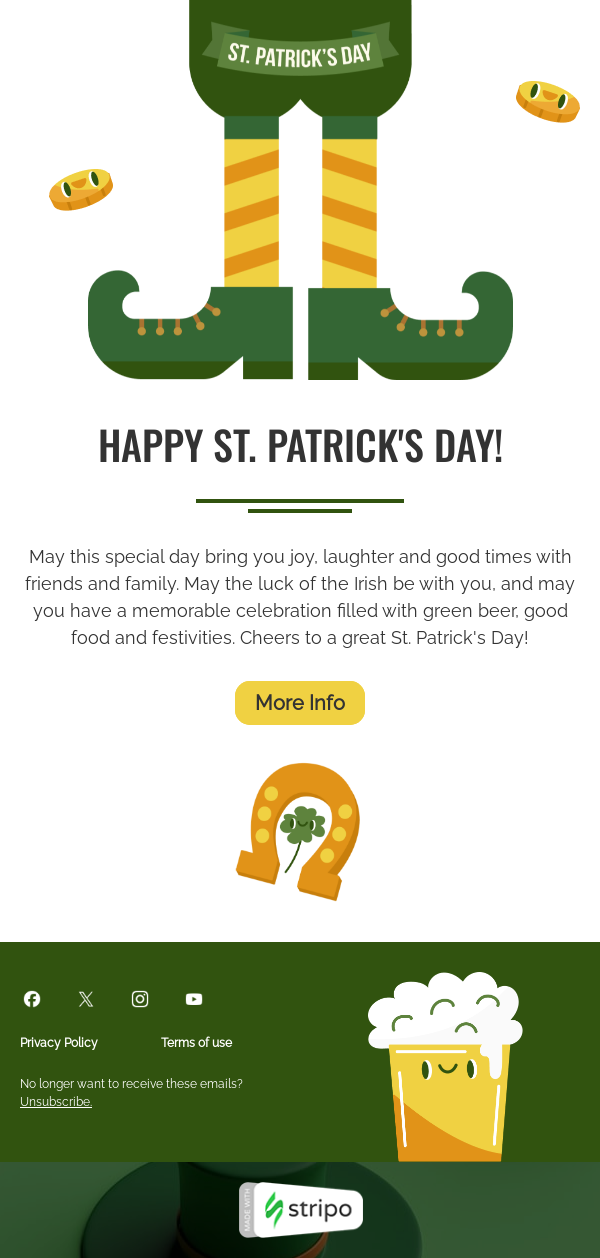 ST. PATRICK'S DAY
HAPPY ST. PATRICK'S DAY!
May this special day bring you joy, laughter and good times with
friends and family. May the luck of the Irish be with you, and may
you have a memorable celebration filled with green beer, good
food and festivities. Cheers to a great St. Patrick's Day!
More Info
Privacy Policy
Terms of use
No longer want to receive these emails?
Unsubscribe.
MADE WITH
stripo